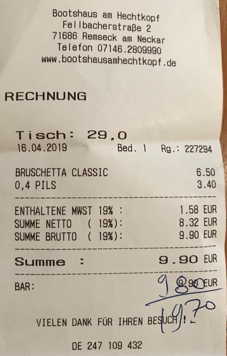 Bootshaus am Hechtkopf
Fellbacherstraße 2
71686 Remseck am Neckar
Telefon 07146.2809990
www.bootshausamhechtkopf.de
RECHNUNG
Tisch: 29,0
16.04.2019 Bed. 1 Rg.: 227294
BRUSCHETTA CLASSIC 6.50
0,4 PILS 3.40
ENTHALTENE MWST 19% : 1.58 EUR
SUMME NETTO ( 19%): 8.32 EUR
SUMME BRUTTO ( 19%): 9.90 EUR
Summe : 9.90 EUR
BAR: EUR
VIELEN DANK FÜR IHREN BESUCH
DE 247 109 432